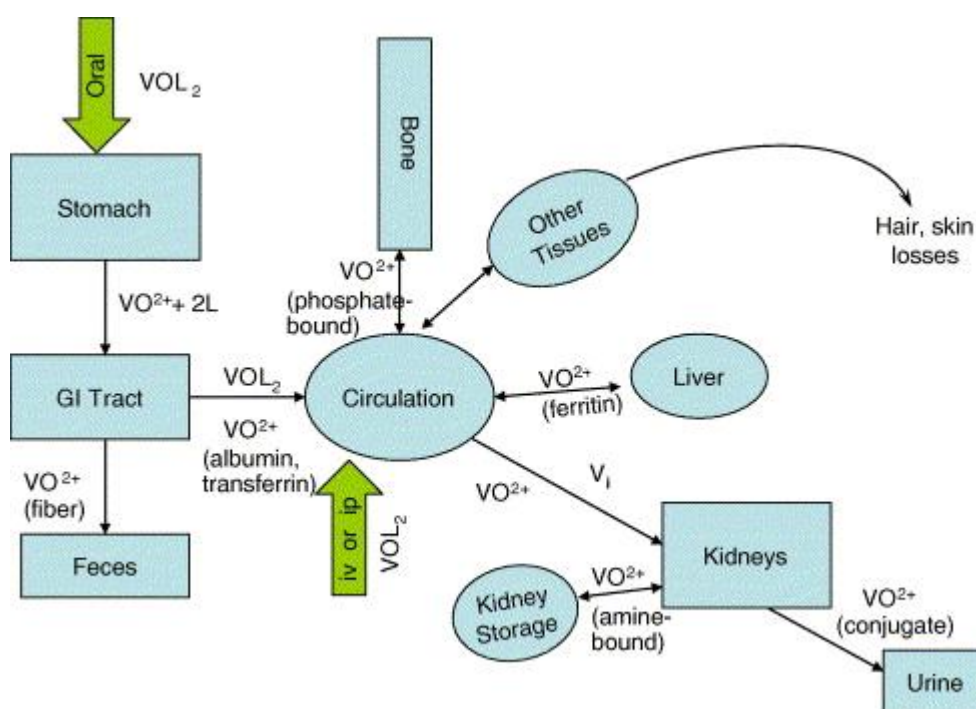 Oral
VOL₂
Stomach
VO²⁺+ 2L
GI Tract
VO²⁺
(fiber)
Feces
VOL₂
VO²⁺
(albumin,
transferrin)
iv or ip
VOL₂
Bone
VO²⁺
(phosphate-
bound)
Circulation
Other
Tissues
Hair, skin
losses
VO²⁺
(ferritin)
Liver
VO²⁺
Kidneys
Kidney
Storage
VO²⁺
(amine-
bound)
VO²⁺
(conjugate)
Urine